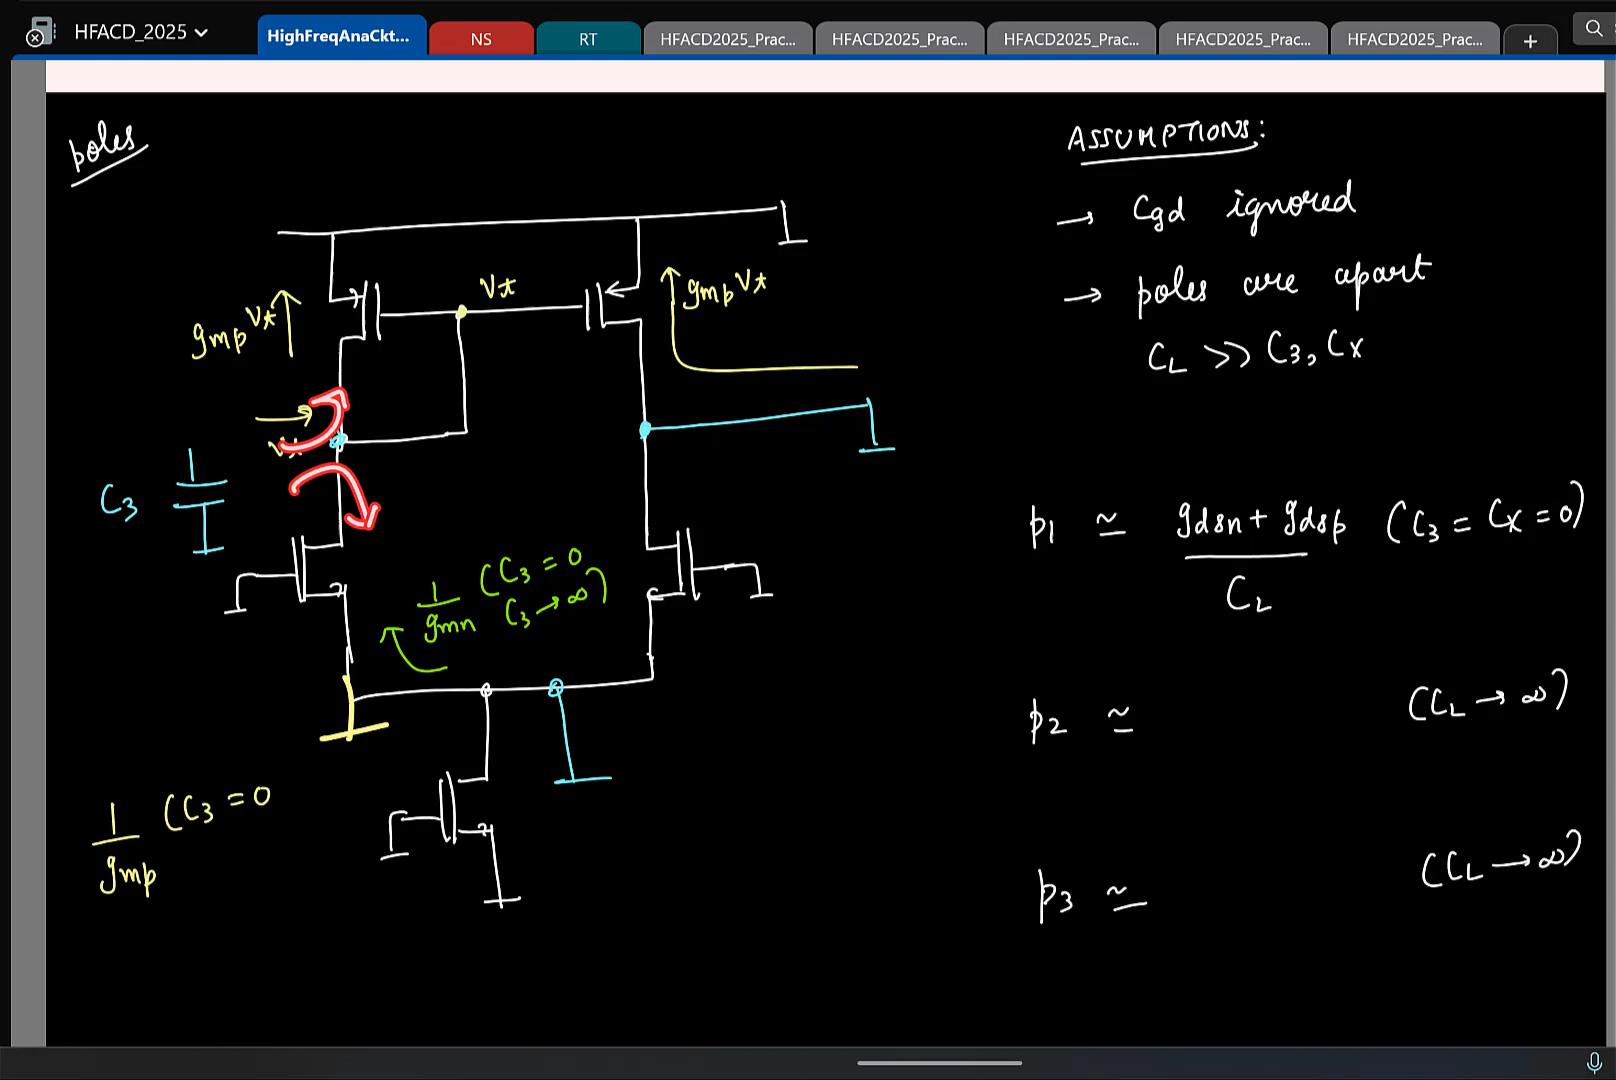 HFACD_2025
HighFreqAnaCkt...
NS
RT
HFACD2025_Prac...
HFACD2025_Prac...
HFACD2025_Prac...
HFACD2025_Prac...
HFACD2025_Prac...
poles
ASSUMPTIONS:
→ Cgd ignored
→ poles are apart
CL >> C3, Cx
gmp Vx
Vx
gmp Vx
C3
1/gmn (C3 = 0
C3 → ∞)
p1 ≃ gdsn + gdsp / CL (C3 = Cx = 0)
p2 ≃ (CL → ∞)
1/gmp (C3 = 0
p3 ≃ (CL → ∞)